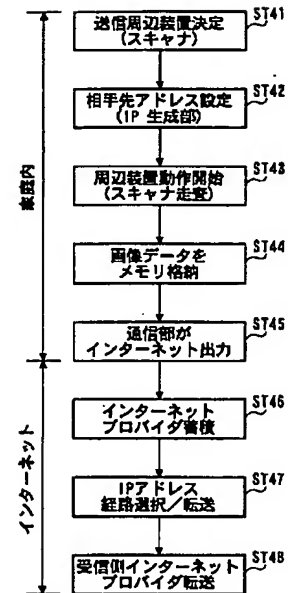 送信周辺装置決定
(スキャナ)
ST41
相手先アドレス設定
(IP 生成部)
ST42
周辺装置動作開始
(スキャナ走査)
ST43
画像データを
メモリ格納
ST44
通信部が
インターネット出力
ST45
インターネット
プロバイダ蓄積
ST46
IPアドレス
経路選択/転送
ST47
受信側インターネット
プロバイダ転送
ST48
家庭内
インターネット